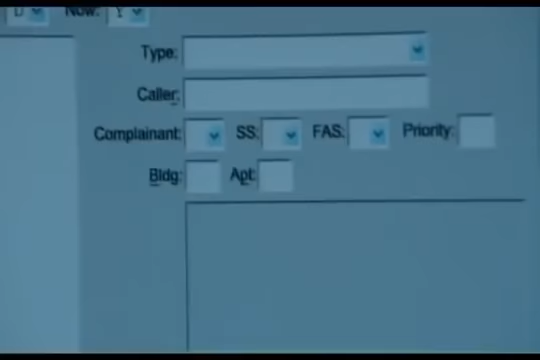 D Now: Y
Type:
Caller:
Complainant: SS: FAS: Priority:
Bldg: Apt: